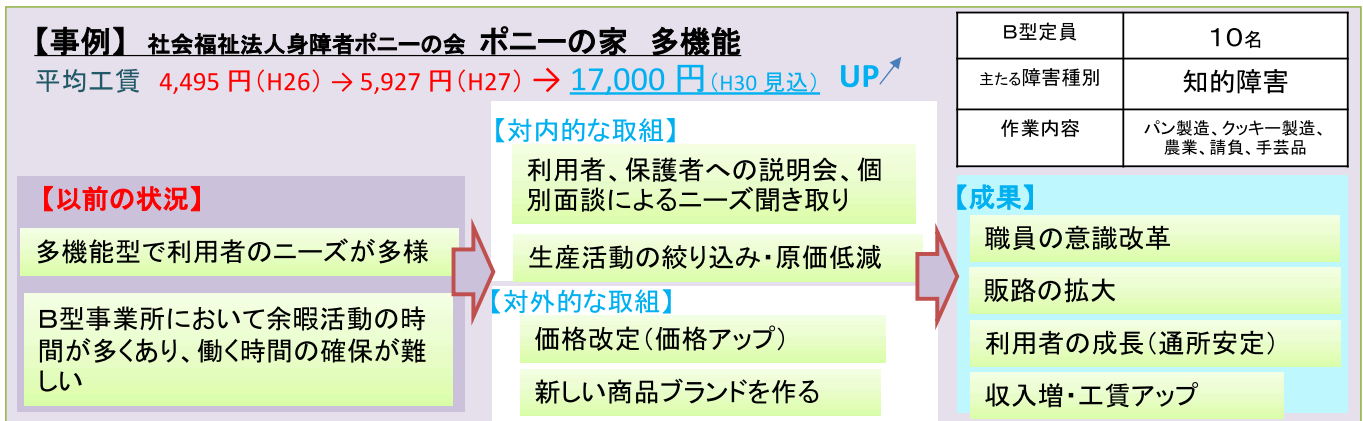 【事例】 社会福祉法人身障者ポニーの会 ポニーの家 多機能
平均工賃 4,495 円（H26）→ 5,927 円（H27）→ 17,000 円（H30 見込） UP
B型定員 10名
主たる障害種別 知的障害
作業内容 パン製造、クッキー製造、
農業、請負、手芸品
【以前の状況】
多機能型で利用者のニーズが多様
B型事業所において余暇活動の時
間が多くあり、働く時間の確保が難
しい
【対内的な取組】
利用者、保護者への説明会、個
別面談によるニーズ聞き取り
生産活動の絞り込み・原価低減
【対外的な取組】
価格改定（価格アップ）
新しい商品ブランドを作る
【成果】
職員の意識改革
販路の拡大
利用者の成長（通所安定）
収入増・工賃アップ